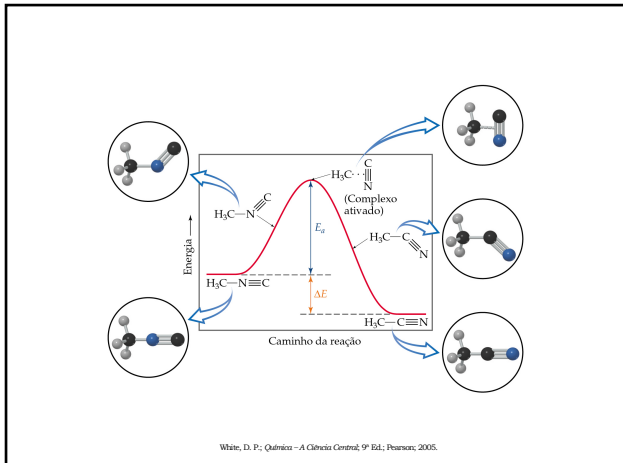 C
H₃C···
N
(Complexo
ativado)
C
H₃C—N
Eₐ
H₃C—C
N
Energia
H₃C—N≡C
ΔE
H₃C—C≡N
Caminho da reação
White, D. P.; Química – A Ciência Central; 9ª Ed.; Pearson; 2005.